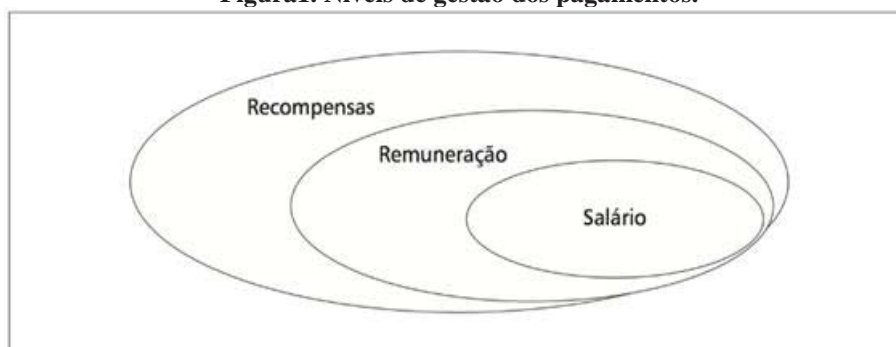 Figura1. Níveis de gestão dos pagamentos.
Recompensas
Remuneração
Salário